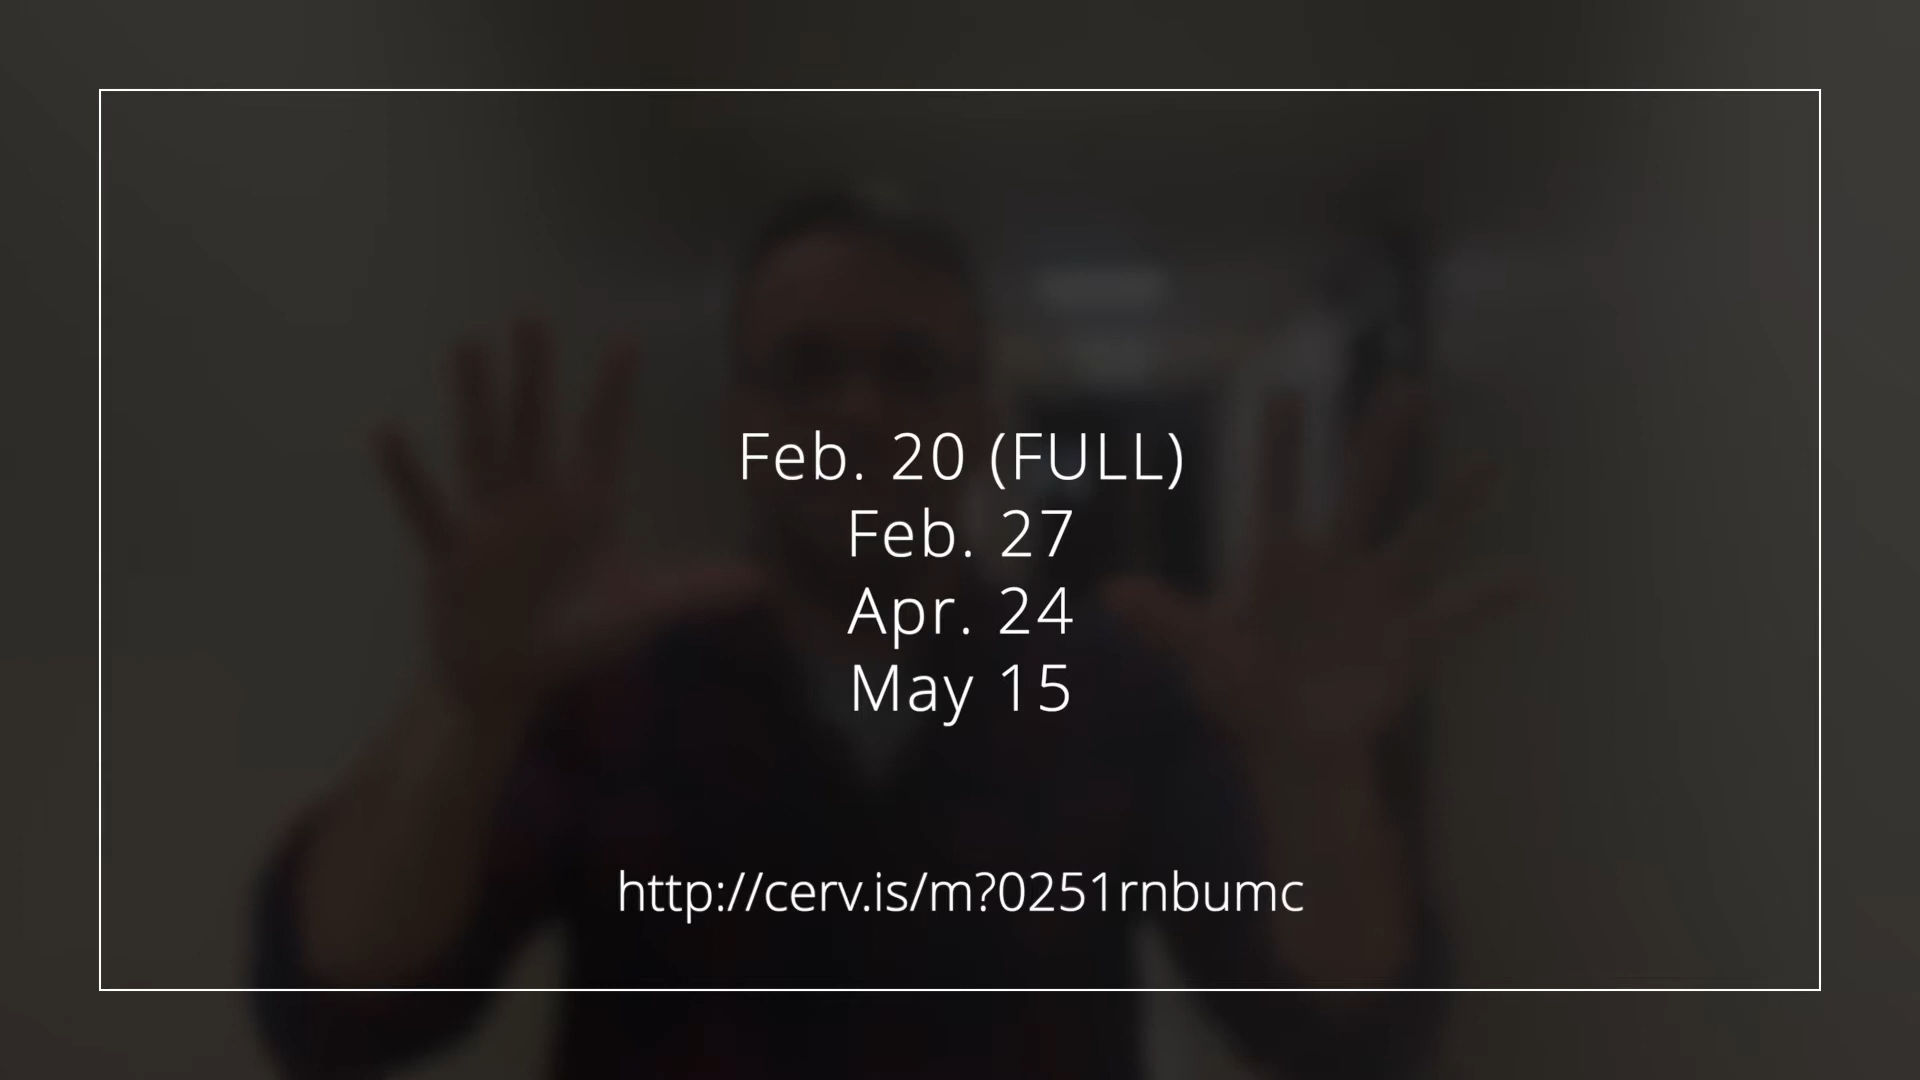 Feb. 20 (FULL)
Feb. 27
Apr. 24
May 15
http://cerv.is/m?0251rnbumc